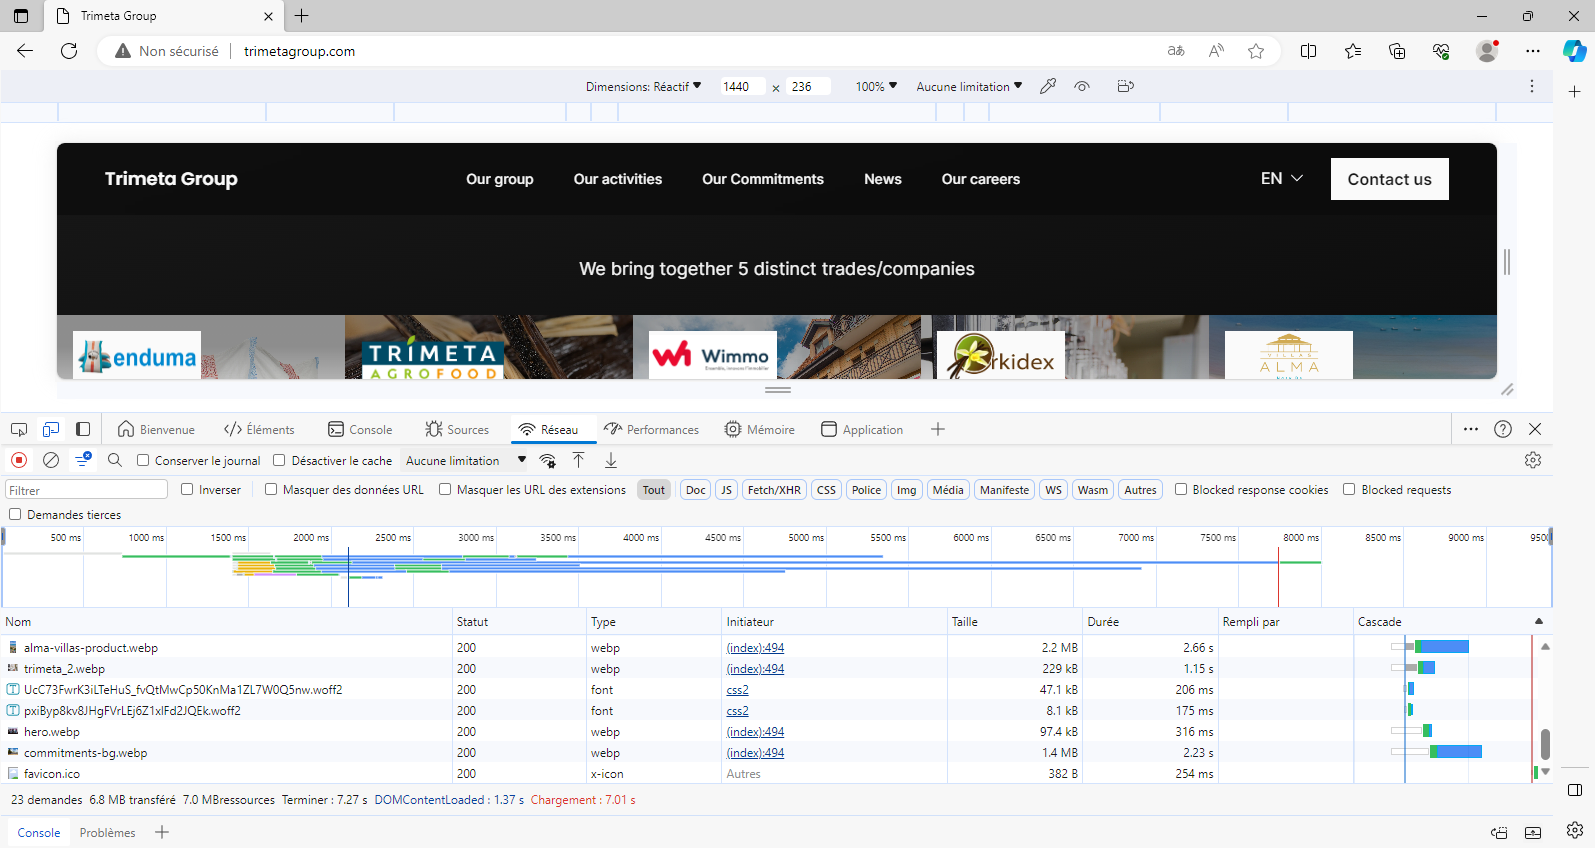 Trimeta Group
Non sécurisé
trimetagroup.com
Dimensions: Réactif
1440 x 236
100%
Aucune limitation
Trimeta Group
Our group
Our activities
Our Commitments
News
Our careers
EN
Contact us
We bring together 5 distinct trades/companies
enduma
TRIMETA
AGROFOOD
Wimmo
Orkidex
VILLAS
ALMA
Bienvenue
Éléments
Console
Sources
Réseau
Performances
Mémoire
Application
Conserver le journal
Désactiver le cache
Aucune limitation
Filtrer
Inverser
Masquer des données URL
Masquer les URL des extensions
Tout
Doc
JS
Fetch/XHR
CSS
Police
Img
Média
Manifeste
WS
Wasm
Autres
Blocked response cookies
Blocked requests
Demandes tierces
500 ms 1000 ms 1500 ms 2000 ms 2500 ms 3000 ms 3500 ms 4000 ms 4500 ms 5000 ms 5500 ms 6000 ms 6500 ms 7000 ms 7500 ms 8000 ms 8500 ms 9000 ms
Nom Statut Type Initiateur Taille Durée Rempli par Cascade
alma-villas-product.webp 200 webp (index):494 2.2 MB 2.66 s
trimeta_2.webp 200 webp (index):494 229 kB 1.15 s
UcC73FwrK3iLTeHuS_fvQtMwCp50KnMa1ZL7W0Q5nw.woff2 200 font css2 47.1 kB 206 ms
pxiByp8kv8JHgFVrLEj6Z1xlFd2JQEk.woff2 200 font css2 8.1 kB 175 ms
hero.webp 200 webp (index):494 97.4 kB 316 ms
commitments-bg.webp 200 webp (index):494 1.4 MB 2.23 s
favicon.ico 200 x-icon Autres 382 B 254 ms
23 demandes 6.8 MB transféré 7.0 MBressources Terminer : 7.27 s DOMContentLoaded : 1.37 s Chargement : 7.01 s
Console
Problèmes